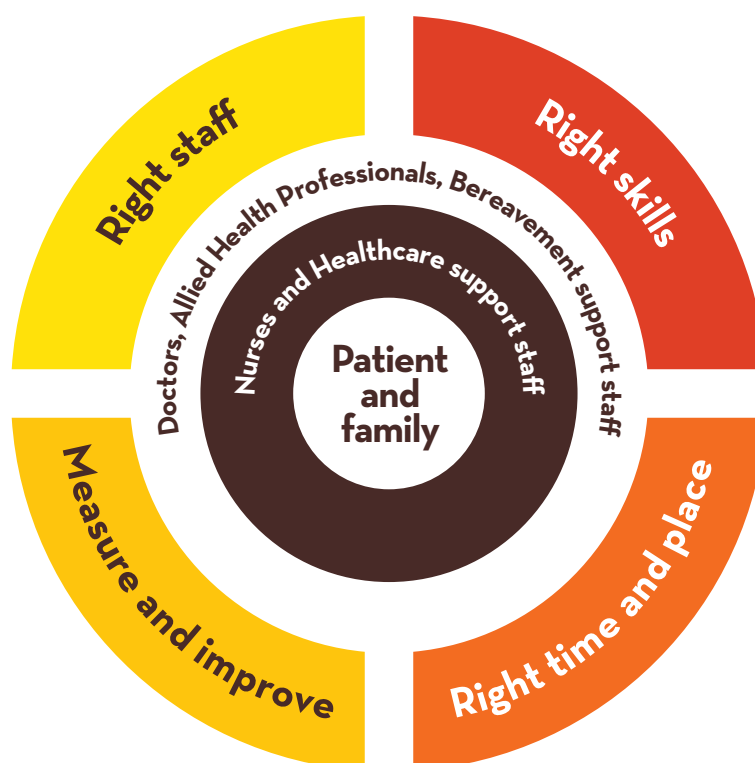 Right staff
Right skills
Doctors, Allied Health Professionals, Bereavement support staff
Nurses and Healthcare support staff
Patient
and
family
Measure and improve
Right time and place